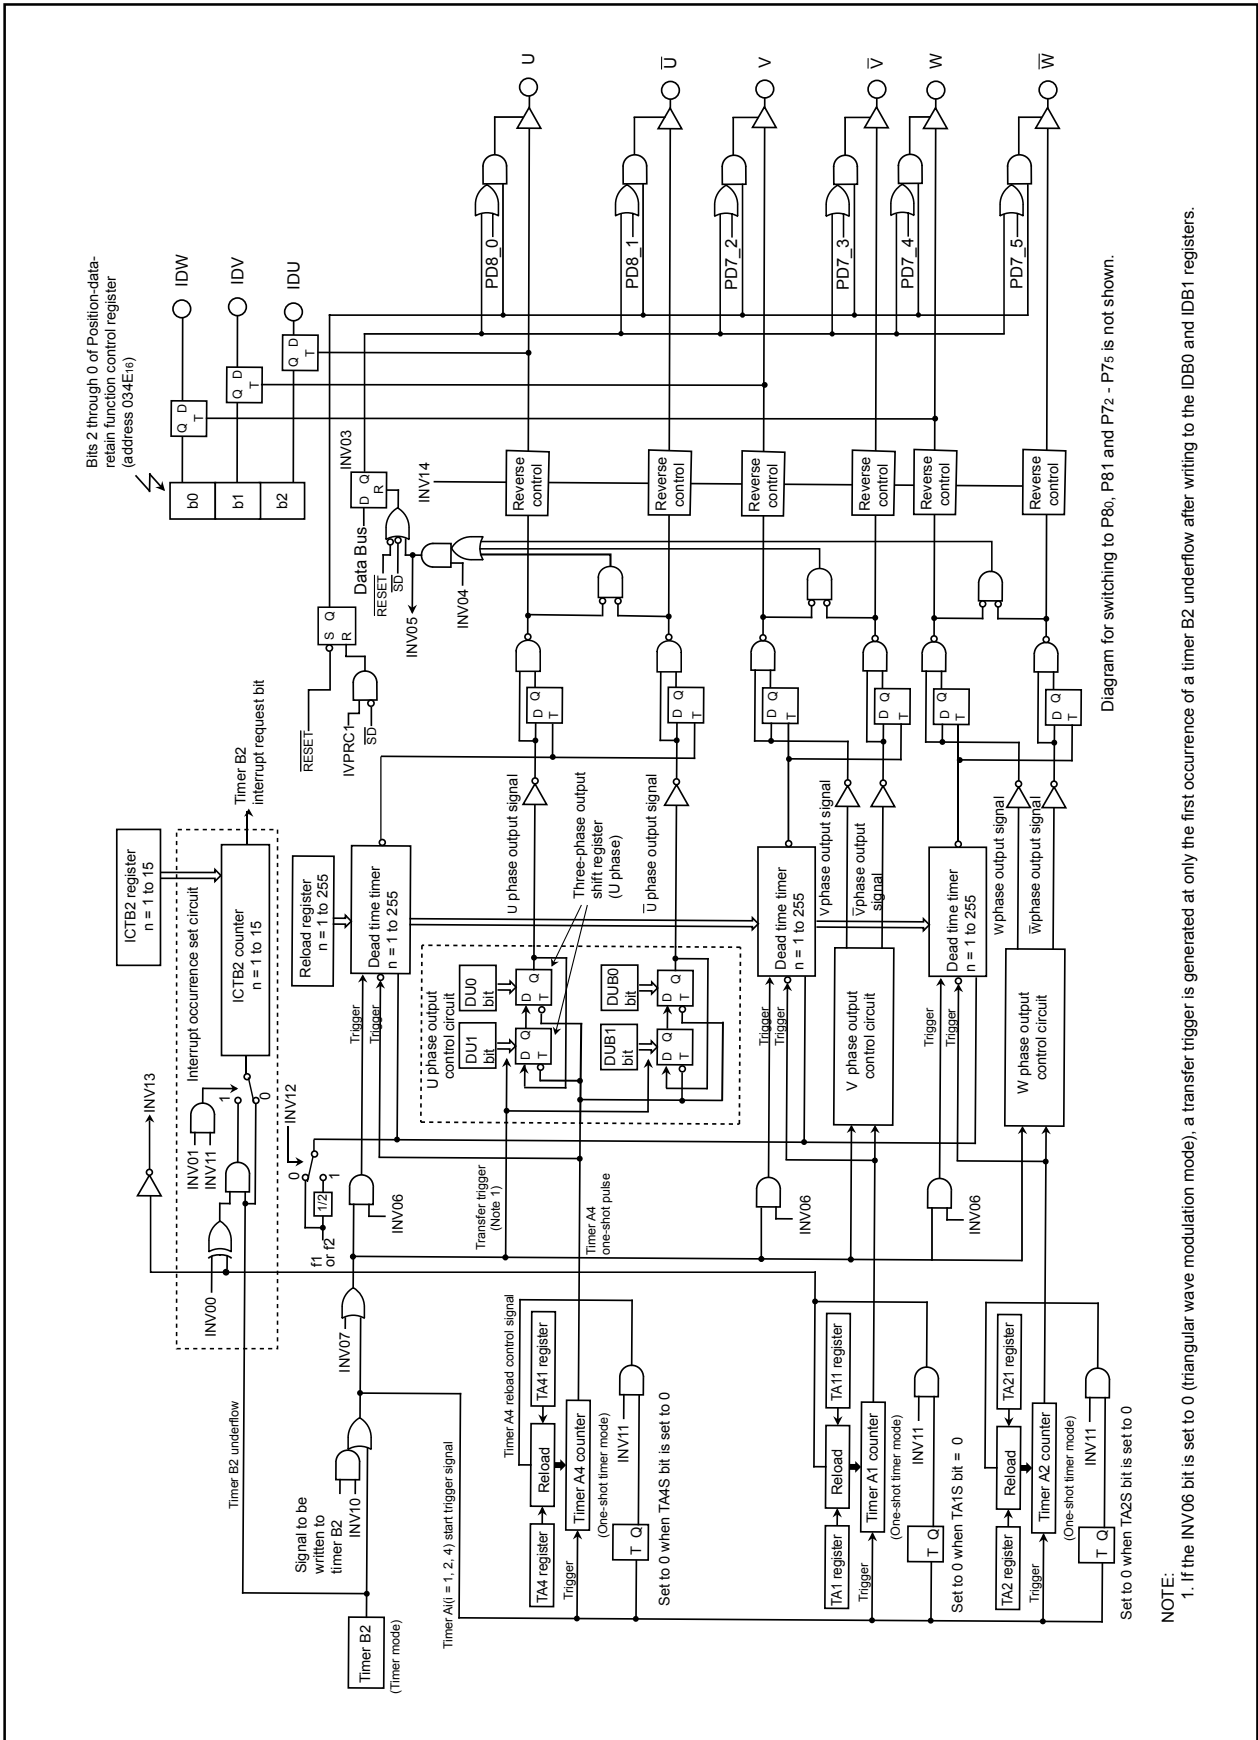 Bits 2 through 0 of Position-data-
retain function control register
(address 034E16)
b0
b1
b2
Q D
T
IDW
Q D
T
IDV
Q D
T
IDU
ICTB2 register
n = 1 to 15
Interrupt occurrence set circuit
ICTB2 counter
n = 1 to 15
Timer B2
interrupt request bit
INV13
INV01
INV11
1
0
INV00
Timer B2 underflow
INV12
0
1
1/2
f1
or f2
RESET
IVPRC1
SD
S Q
R
Data Bus
D Q
R
INV03
RESET
SD
INV05
INV04
INV14
Reload register
n = 1 to 255
Dead time timer
n = 1 to 255
Trigger
Trigger
INV06
INV07
Signal to be
written to
timer B2
INV10
Timer B2
(Timer mode)
Timer Ai(i = 1, 2, 4) start trigger signal
Transfer trigger
(Note 1)
Timer A4
one-shot pulse
U phase output
control circuit
DU1
bit
DU0
bit
D Q
T
D Q
T
DUB1
bit
DUB0
bit
D Q
T
D Q
T
Three-phase output
shift register
(U phase)
U phase output signal
U phase output signal
D Q
T
D Q
T
Reverse
control
Reverse
control
PD8_0
U
PD8_1
U
Timer A4 reload control signal
TA4 register
Reload
TA41 register
Trigger
Timer A4 counter
(One-shot timer mode)
INV11
T Q
Set to 0 when TA4S bit is set to 0
INV06
Trigger
Trigger
Dead time timer
n = 1 to 255
V phase output
control circuit
V phase output signal
V phase output
signal
D Q
T
D Q
T
Reverse
control
Reverse
control
PD7_2
V
PD7_3
V
TA1 register
Reload
TA11 register
Trigger
Timer A1 counter
(One-shot timer mode)
INV11
T Q
Set to 0 when TA1S bit = 0
INV06
Trigger
Trigger
Dead time timer
n = 1 to 255
W phase output
control circuit
W phase output signal
W phase output signal
D Q
T
D Q
T
Reverse
control
Reverse
control
PD7_4
W
PD7_5
W
TA2 register
Reload
TA21 register
Trigger
Timer A2 counter
(One-shot timer mode)
INV11
T Q
Set to 0 when TA2S bit is set to 0
Diagram for switching to P80, P81 and P72 - P75 is not shown.
NOTE:
1. If the INV06 bit is set to 0 (triangular wave modulation mode), a transfer trigger is generated at only the first occurrence of a timer B2 underflow after writing to the IDB0 and IDB1 registers.